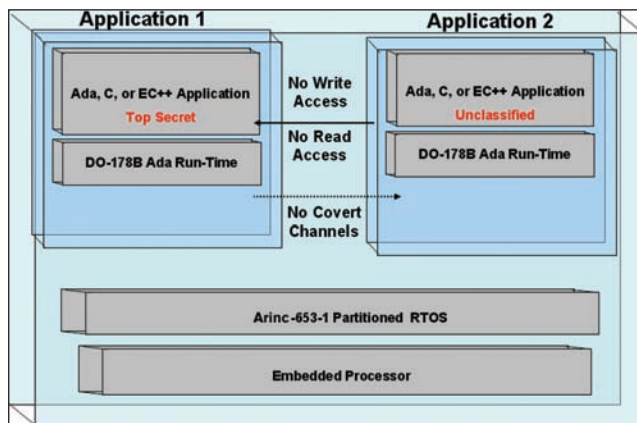 Application 1
Application 2
Ada, C, or EC++ Application
Top Secret
DO-178B Ada Run-Time
No Write
Access
No Read
Access
No Covert
Channels
Ada, C, or EC++ Application
Unclassified
DO-178B Ada Run-Time
Arinc-653-1 Partitioned RTOS
Embedded Processor